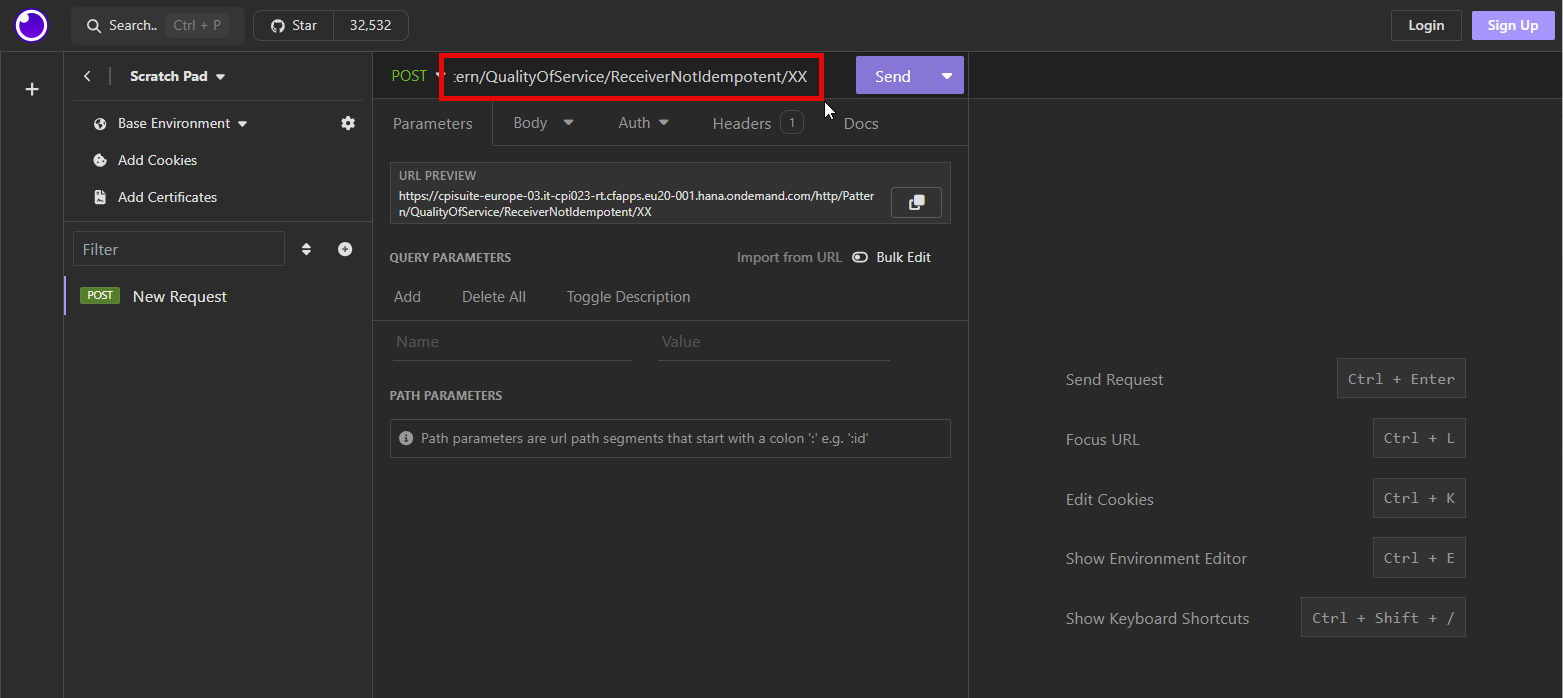 Search.. Ctrl + P Star 32,532 Login Sign Up
Scratch Pad
Base Environment
Add Cookies
Add Certificates
Filter
POST New Request
POST :ern/QualityOfService/ReceiverNotIdempotent/XX Send
Parameters Body Auth Headers 1 Docs
URL PREVIEW
https://cpisuite-europe-03.it-cpi023-rt.cfapps.eu20-001.hana.ondemand.com/http/Patter
n/QualityOfService/ReceiverNotIdempotent/XX
QUERY PARAMETERS Import from URL Bulk Edit
Add Delete All Toggle Description
Name Value
PATH PARAMETERS
Path parameters are url path segments that start with a colon ':' e.g. ':id'
Send Request Ctrl + Enter
Focus URL Ctrl + L
Edit Cookies Ctrl + K
Show Environment Editor Ctrl + E
Show Keyboard Shortcuts Ctrl + Shift + /